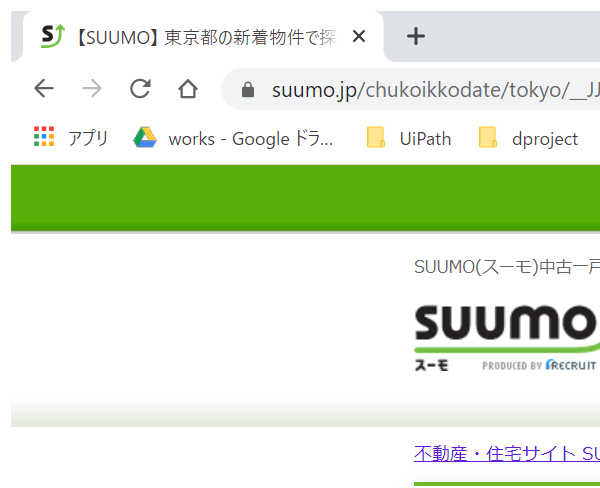 【SUUMO】東京都の新着物件で探
suumo.jp/chukoikkodate/tokyo/__JJ
アプリ works - Google ドラ... UiPath dproject
SUUMO(スーモ)中古一戸
suumo
スーモ PRODUCED BY RECRUIT
不動産・住宅サイト SU